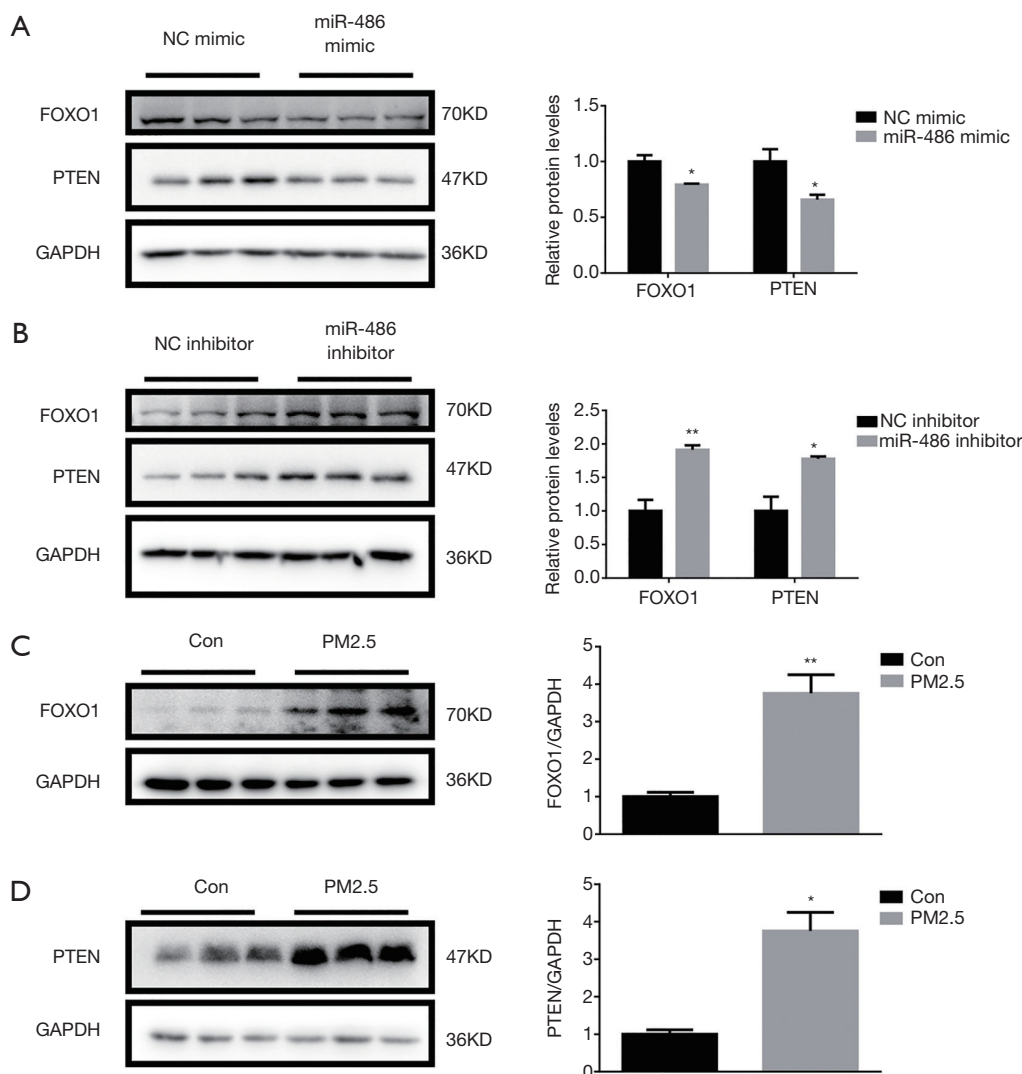 A
NC mimic
miR-486
mimic
FOXO1
70KD
PTEN
47KD
GAPDH
36KD
Relative protein leveles
1.5
1.0
0.5
0.0
*
*
FOXO1
PTEN
NC mimic
miR-486 mimic
B
NC inhibitor
miR-486
inhibitor
FOXO1
70KD
PTEN
47KD
GAPDH
36KD
Relative protein leveles
2.5
2.0
1.5
1.0
0.5
0.0
**
*
FOXO1
PTEN
NC inhibitor
miR-486 inhibitor
C
Con
PM2.5
FOXO1
70KD
GAPDH
36KD
FOXO1/GAPDH
5
4
3
2
1
0
**
Con
PM2.5
D
Con
PM2.5
PTEN
47KD
GAPDH
36KD
PTEN/GAPDH
5
4
3
2
1
0
*
Con
PM2.5